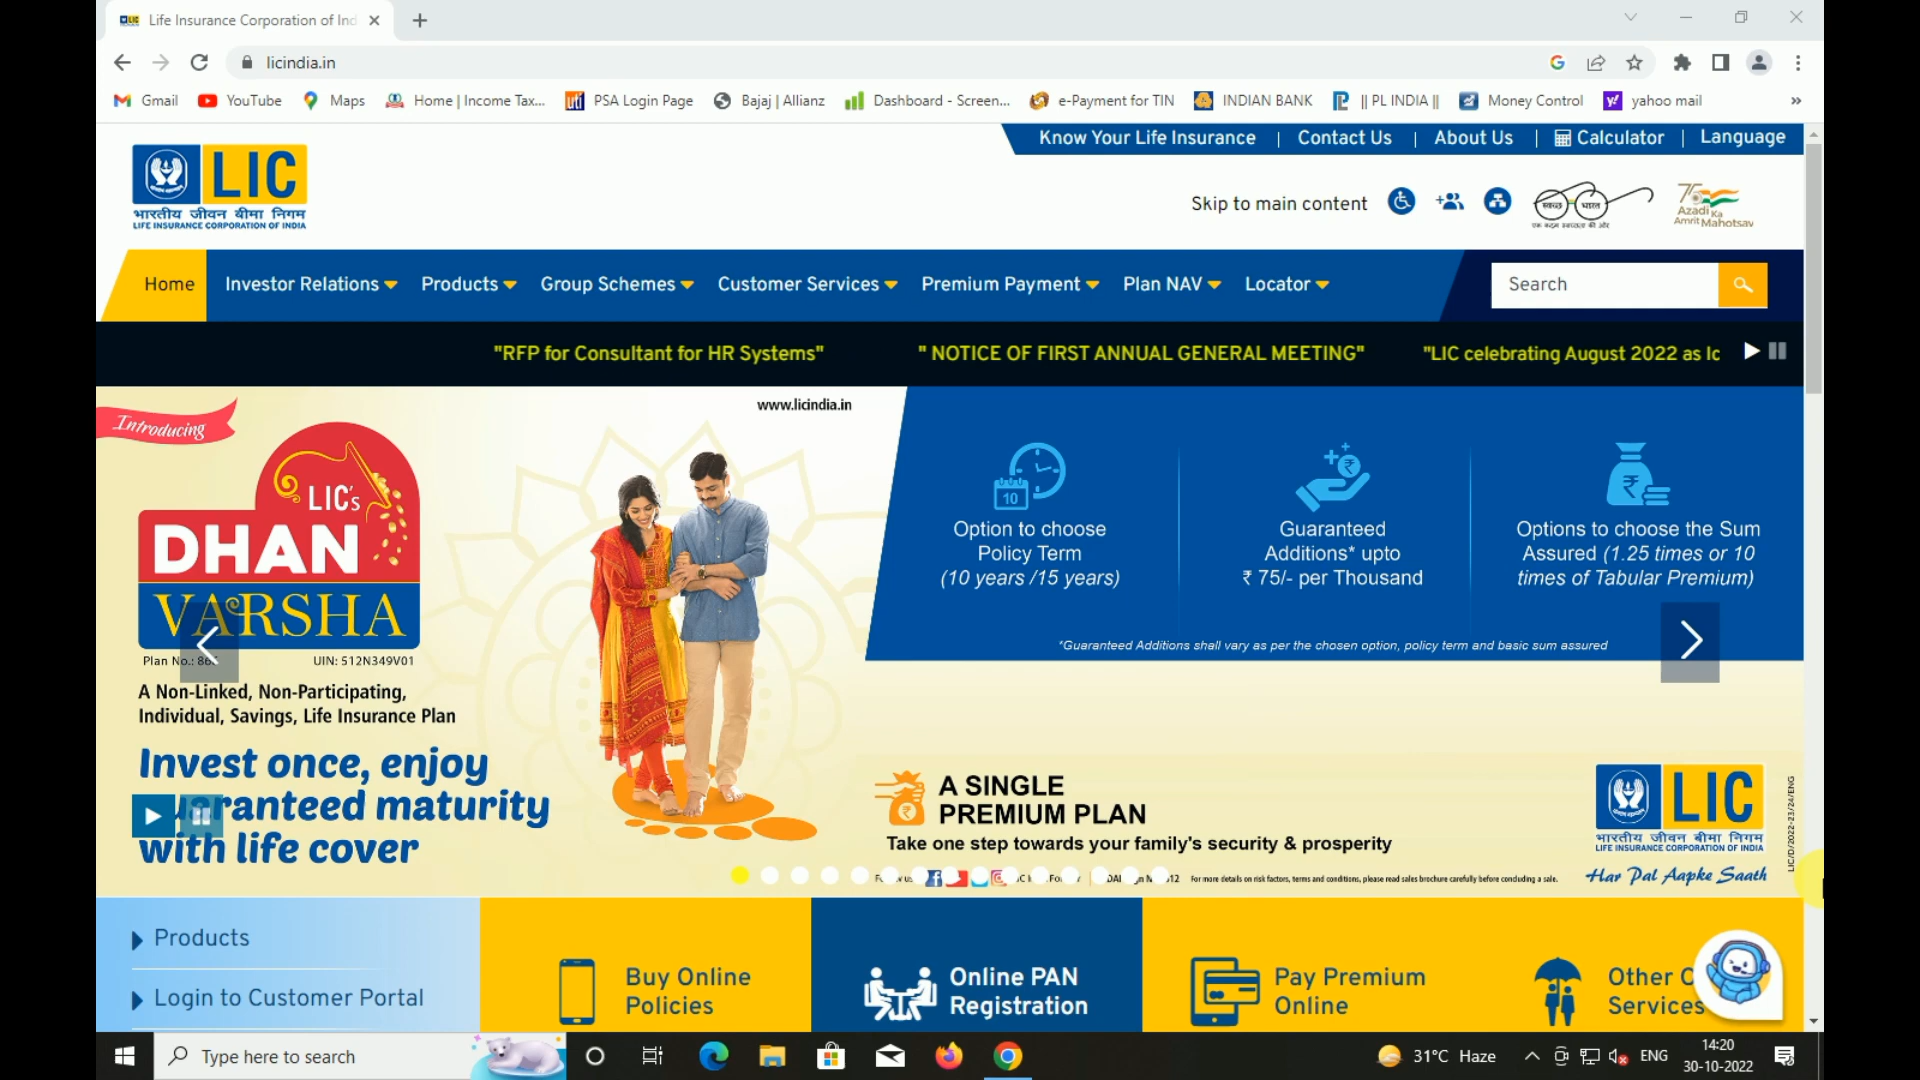 Life Insurance Corporation of Ind
licindia.in
Gmail
YouTube
Maps
Home | Income Tax...
PSA Login Page
Bajaj | Allianz
Dashboard - Screen...
e-Payment for TIN
INDIAN BANK
|| PL INDIA ||
Money Control
yahoo mail
»
Know Your Life Insurance | Contact Us | About Us | Calculator | Language
LIC
भारतीय जीवन बीमा निगम
LIFE INSURANCE CORPORATION OF INDIA
Skip to main content
स्वच्छ भारत
एक कदम स्वच्छता की ओर
75
Azadi Ka
Amrit Mahotsav
Home
Investor Relations
Products
Group Schemes
Customer Services
Premium Payment
Plan NAV
Locator
Search
"RFP for Consultant for HR Systems"
" NOTICE OF FIRST ANNUAL GENERAL MEETING"
"LIC celebrating August 2022 as Ic
Introducing
www.licindia.in
LIC's
DHAN
VARSHA
Plan No.: 86
UIN: 512N349V01
A Non-Linked, Non-Participating,
Individual, Savings, Life Insurance Plan
Invest once, enjoy
guaranteed maturity
with life cover
10
Option to choose
Policy Term
(10 years /15 years)
Guaranteed
Additions* upto
₹ 75/- per Thousand
Options to choose the Sum
Assured (1.25 times or 10
times of Tabular Premium)
*Guaranteed Additions shall vary as per the chosen option, policy term and basic sum assured
A SINGLE
PREMIUM PLAN
Take one step towards your family's security & prosperity
For more details on risk factors, terms and conditions, please read sales brochure carefully before concluding a sale.
LIC
भारतीय जीवन बीमा निगम
LIFE INSURANCE CORPORATION OF INDIA
Har Pal Aapke Saath
LIC/D/2022-23/24/ENG
Products
Login to Customer Portal
Buy Online
Policies
Online PAN
Registration
Pay Premium
Online
Other C
Services
Type here to search
31°C Haze
ENG
14:20
30-10-2022